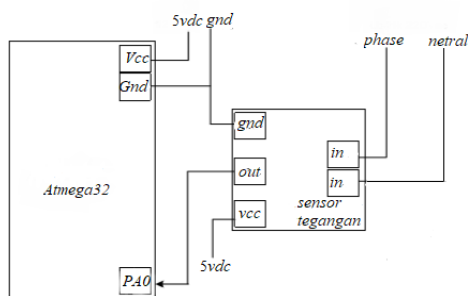 5vdc gnd
phase
netral
Vcc
Gnd
gnd
in
Atmega32
out
in
sensor
tegangan
vcc
5vdc
PA0